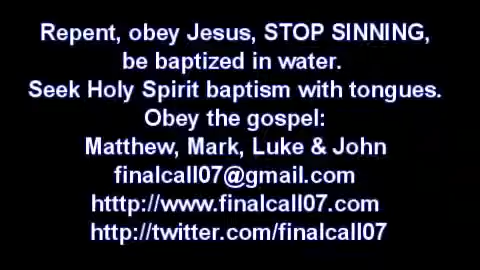 Repent, obey Jesus, STOP SINNING,
be baptized in water.
Seek Holy Spirit baptism with tongues.
Obey the gospel:
Matthew, Mark, Luke & John
finalcall07@gmail.com
htttp://www.finalcall07.com
http://twitter.com/finalcall07